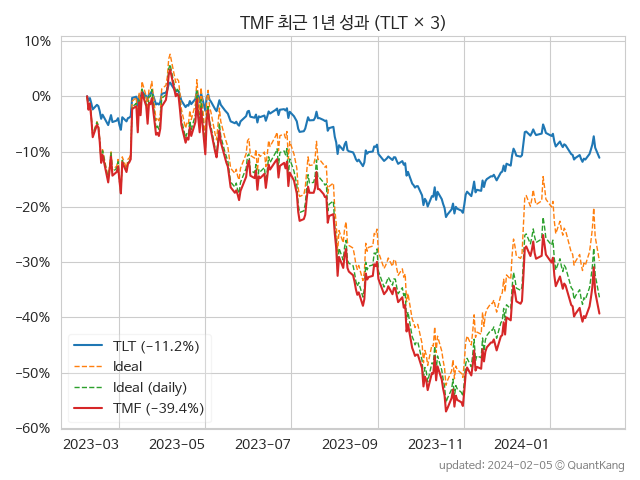 TMF 최근 1년 성과 (TLT × 3)
10%
0%
−10%
−20%
−30%
−40%
−50%
−60%
TLT (−11.2%)
Ideal
Ideal (daily)
TMF (−39.4%)
2023-03 2023-05 2023-07 2023-09 2023-11 2024-01
updated: 2024-02-05 © QuantKang